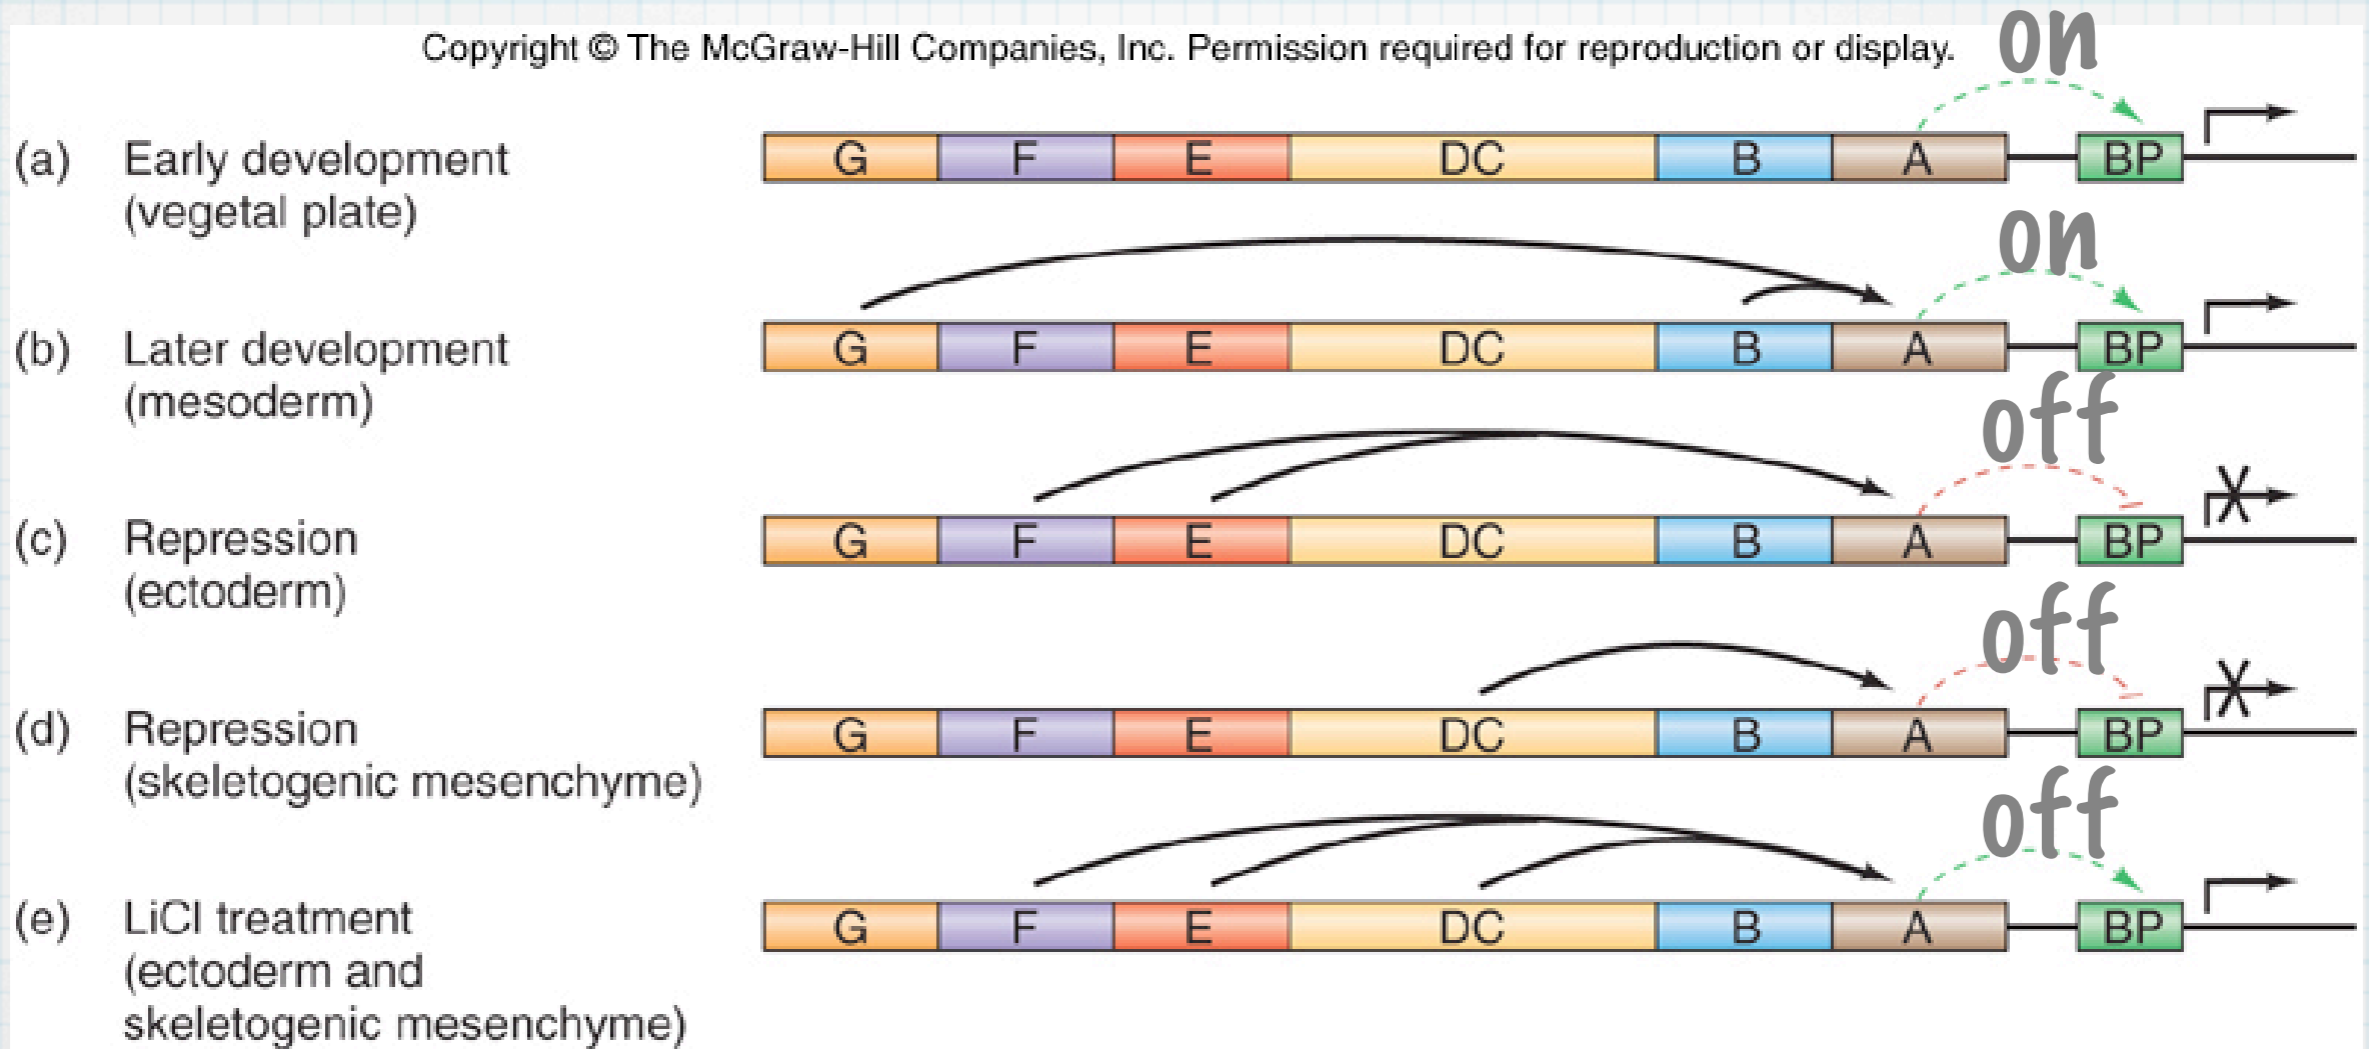 Copyright © The McGraw-Hill Companies, Inc. Permission required for reproduction or display.
on
(a) Early development
(vegetal plate)
G F E DC B A BP
on
(b) Later development
(mesoderm)
G F E DC B A BP
off
(c) Repression
(ectoderm)
G F E DC B A BP
off
(d) Repression
(skeletogenic mesenchyme)
G F E DC B A BP
off
(e) LiCl treatment
(ectoderm and
skeletogenic mesenchyme)
G F E DC B A BP